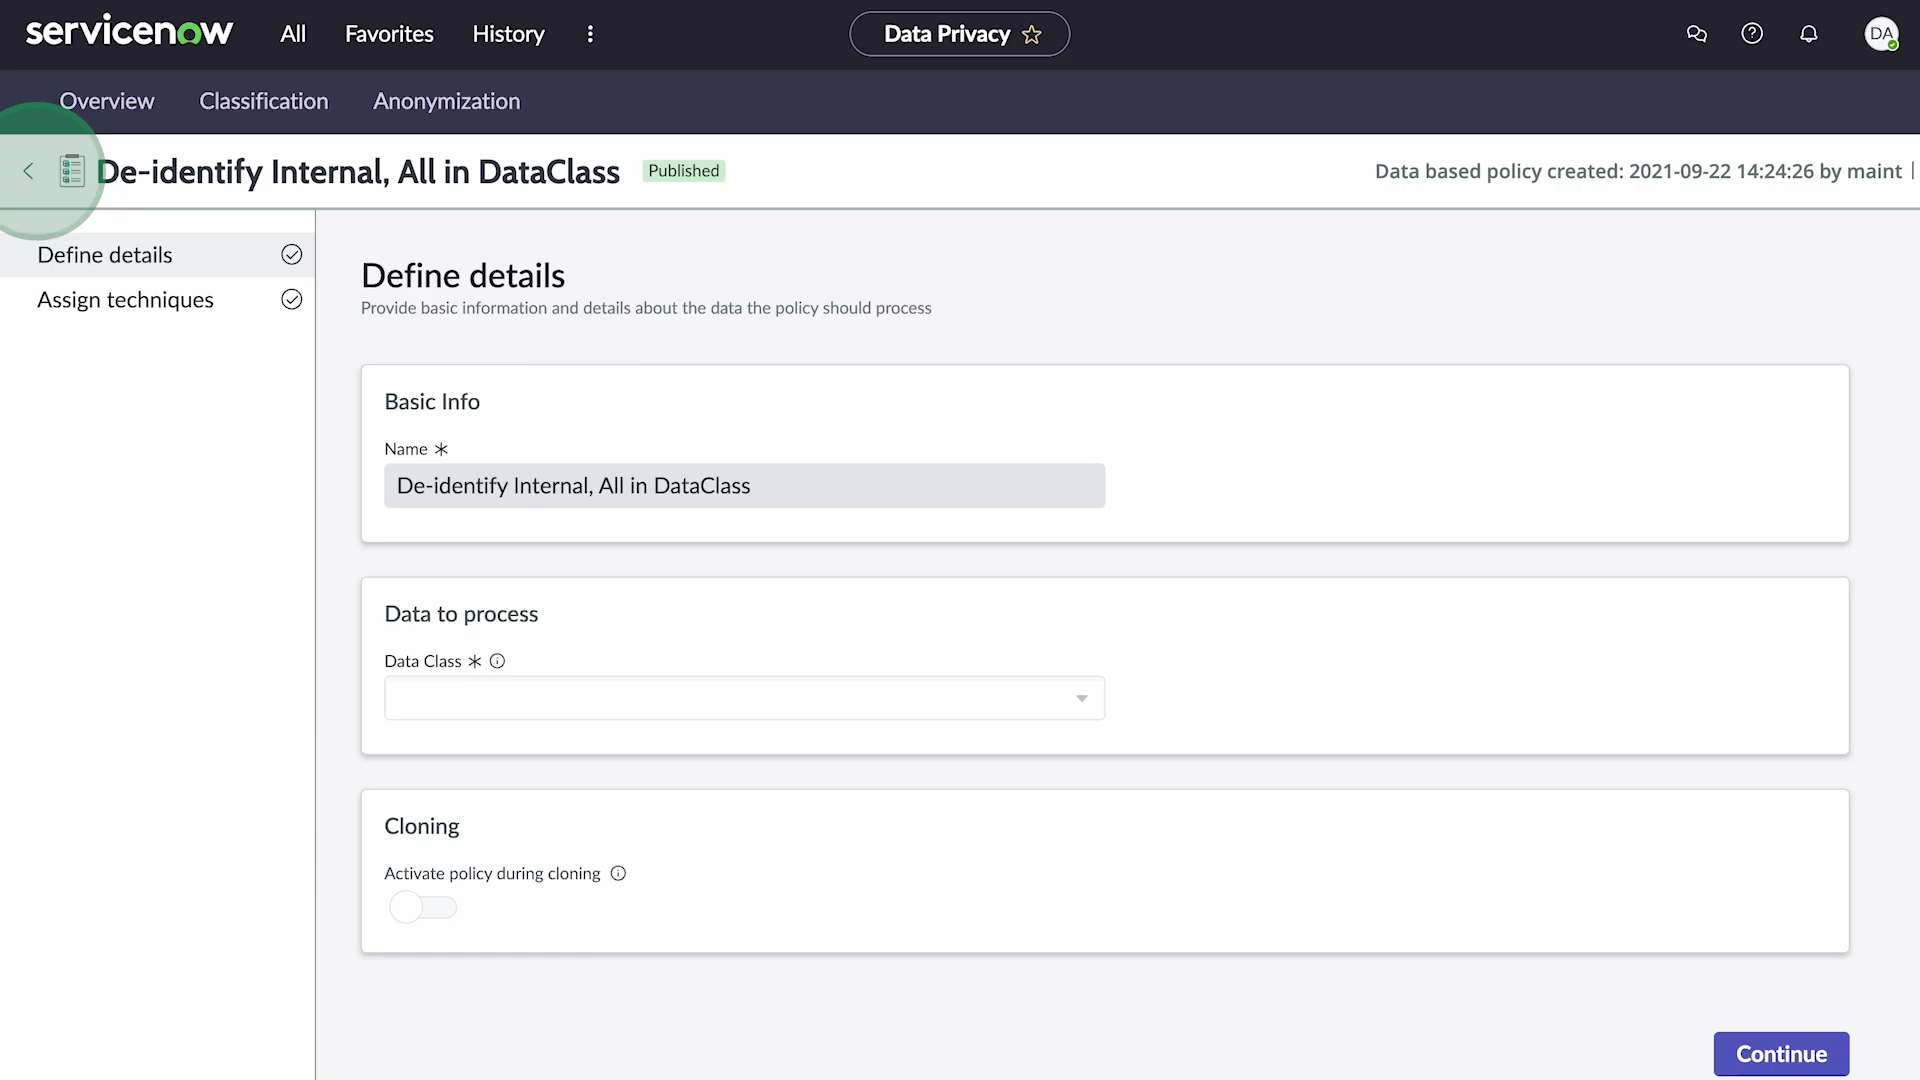 servicenow
All
Favorites
History
Data Privacy
DA
Overview
Classification
Anonymization
De-identify Internal, All in DataClass
Published
Data based policy created: 2021-09-22 14:24:26 by maint |
Define details
Assign techniques
Define details
Provide basic information and details about the data the policy should process
Basic Info
Name *
De-identify Internal, All in DataClass
Data to process
Data Class *
Cloning
Activate policy during cloning
Continue